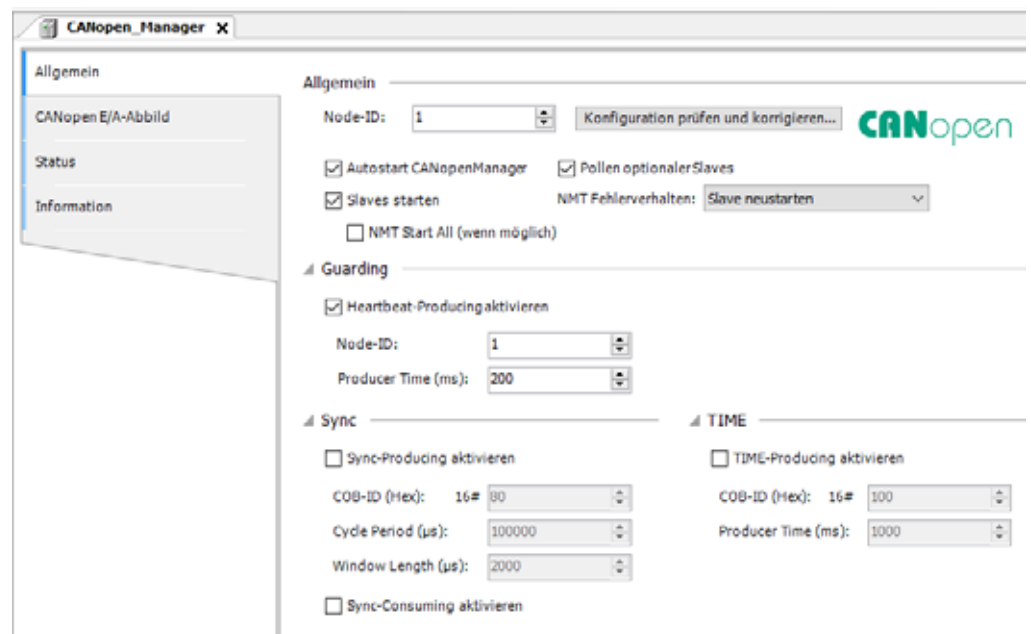 CANopen_Manager X
Allgemein
CANopen E/A-Abbild
Status
Information
Allgemein
Node-ID: 1 Konfiguration prüfen und korrigieren... CANopen
Autostart CANopenManager Pollen optionaler Slaves
Slaves starten NMT Fehlerverhalten: Slave neustarten
NMT Start All (wenn möglich)
Guarding
Heartbeat-Producing aktivieren
Node-ID: 1
Producer Time (ms): 200
Sync TIME
Sync-Producing aktivieren TIME-Producing aktivieren
COB-ID (Hex): 16# 80 COB-ID (Hex): 16# 100
Cycle Period (µs): 100000 Producer Time (ms): 1000
Window Length (µs): 2000
Sync-Consuming aktivieren